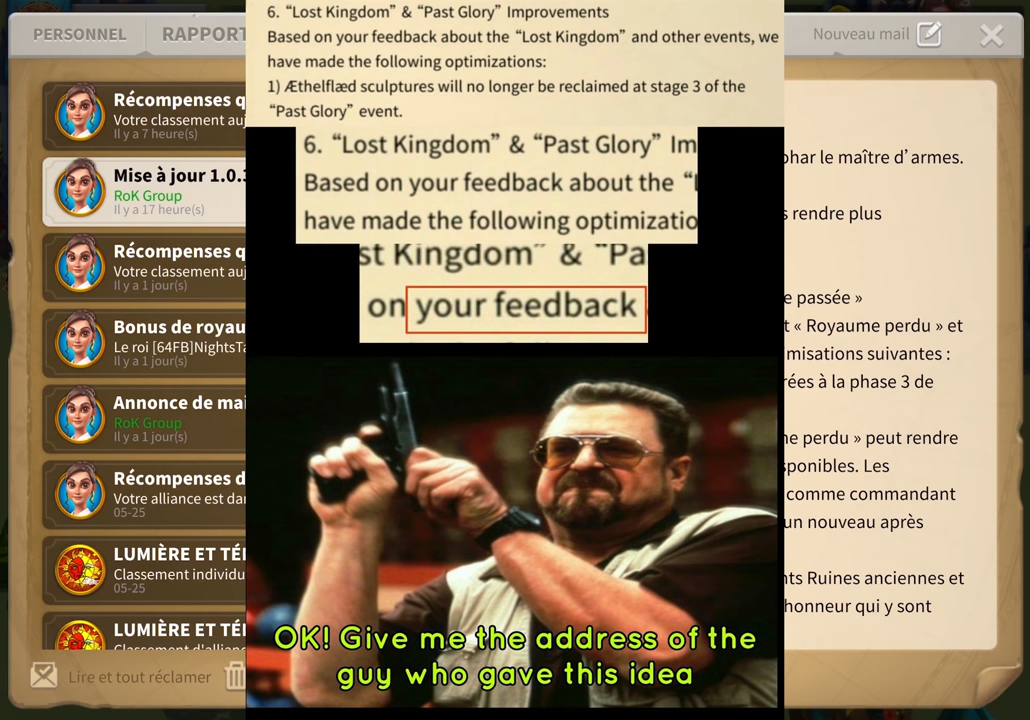 PERSONNEL
RAPPORT
Nouveau mail
Récompenses q
Votre classement auj
Il y a 7 heure(s)
Mise à jour 1.0.3
RoK Group
Il y a 17 heure(s)
Récompenses q
Votre classement auj
Il y a 1 jour(s)
Bonus de royau
Le roi [64FB]NightsTa
Il y a 1 jour(s)
Annonce de mai
RoK Group
Il y a 1 jour(s)
Récompenses d
Votre alliance est dan
05-25
LUMIÈRE ET TÉ
Classement individu
05-25
LUMIÈRE ET TÉ
Classement d'allianc
Lire et tout réclamer
6. “Lost Kingdom” & “Past Glory” Improvements
Based on your feedback about the “Lost Kingdom” and other events, we
have made the following optimizations:
1) Æthelflæd sculptures will no longer be reclaimed at stage 3 of the
“Past Glory” event.
6. “Lost Kingdom” & “Past Glory” Im
Based on your feedback about the “L
have made the following optimizatio
st Kingdom” & “Pa
on your feedback
OK! Give me the address of the
guy who gave this idea
phar le maître d’armes.
s rendre plus
e passée »
t « Royaume perdu » et
misations suivantes :
rées à la phase 3 de
ne perdu » peut rendre
sponibles. Les
comme commandant
un nouveau après
nts Ruines anciennes et
honneur qui y sont